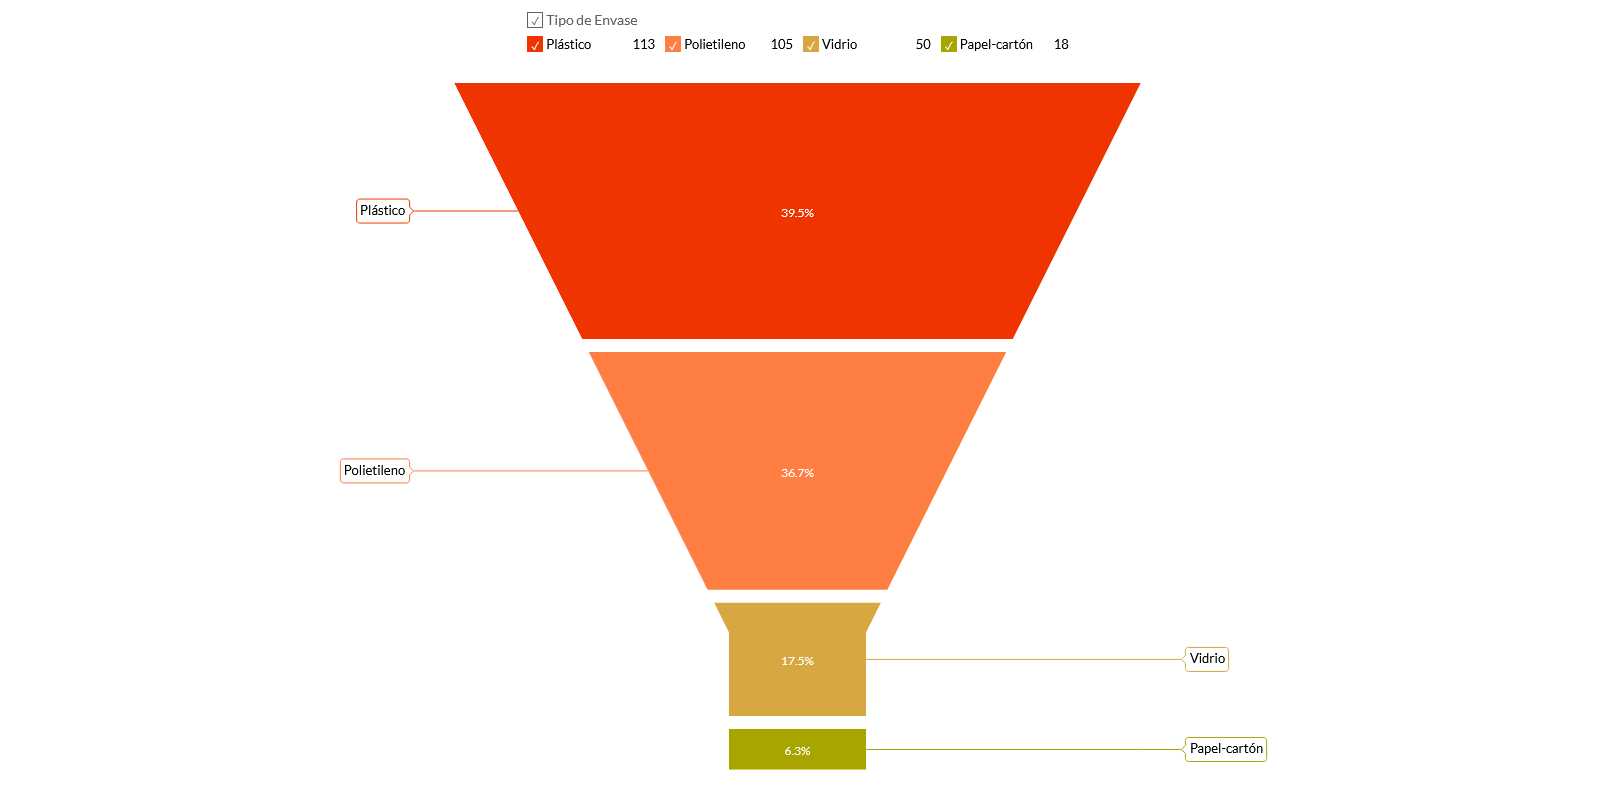 Tipo de Envase
Plástico 113 Polietileno 105 Vidrio 50 Papel-cartón 18
39.5%
Plástico
36.7%
Polietileno
17.5%
Vidrio
6.3%
Papel-cartón